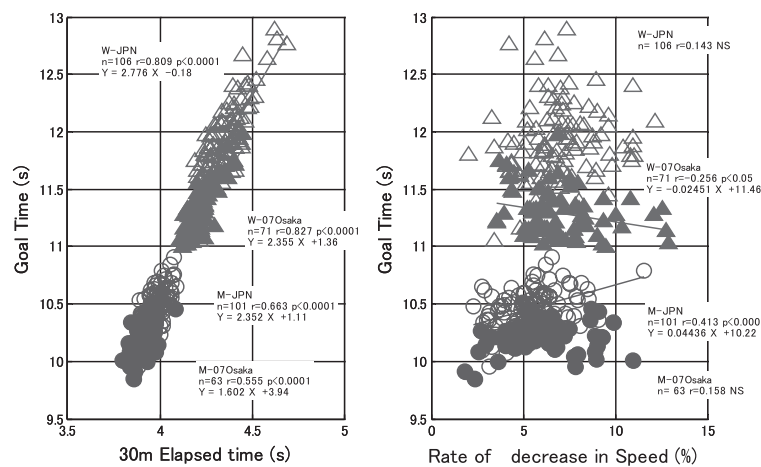 13
12.5
12
11.5
11
10.5
10
9.5
Goal Time (s)
W-JPN
n=106 r=0.809 p<0.0001
Y = 2.776 X −0.18
W-07Osaka
n=71 r=0.827 p<0.0001
Y = 2.355 X +1.36
M-JPN
n=101 r=0.663 p<0.0001
Y = 2.352 X +1.11
M-07Osaka
n=63 r=0.555 p<0.0001
Y = 1.602 X +3.94
3.5 4 4.5 5
30m Elapsed time (s)
13
12.5
12
11.5
11
10.5
10
9.5
Goal Time (s)
W-JPN
n= 106 r=0.143 NS
W-07Osaka
n=71 r=−0.256 p<0.05
Y = −0.02451 X +11.46
M-JPN
n=101 r=0.413 p<0.000
Y = 0.04436 X +10.22
M-07Osaka
n= 63 r=0.158 NS
0 5 10 15
Rate of decrease in Speed (%)